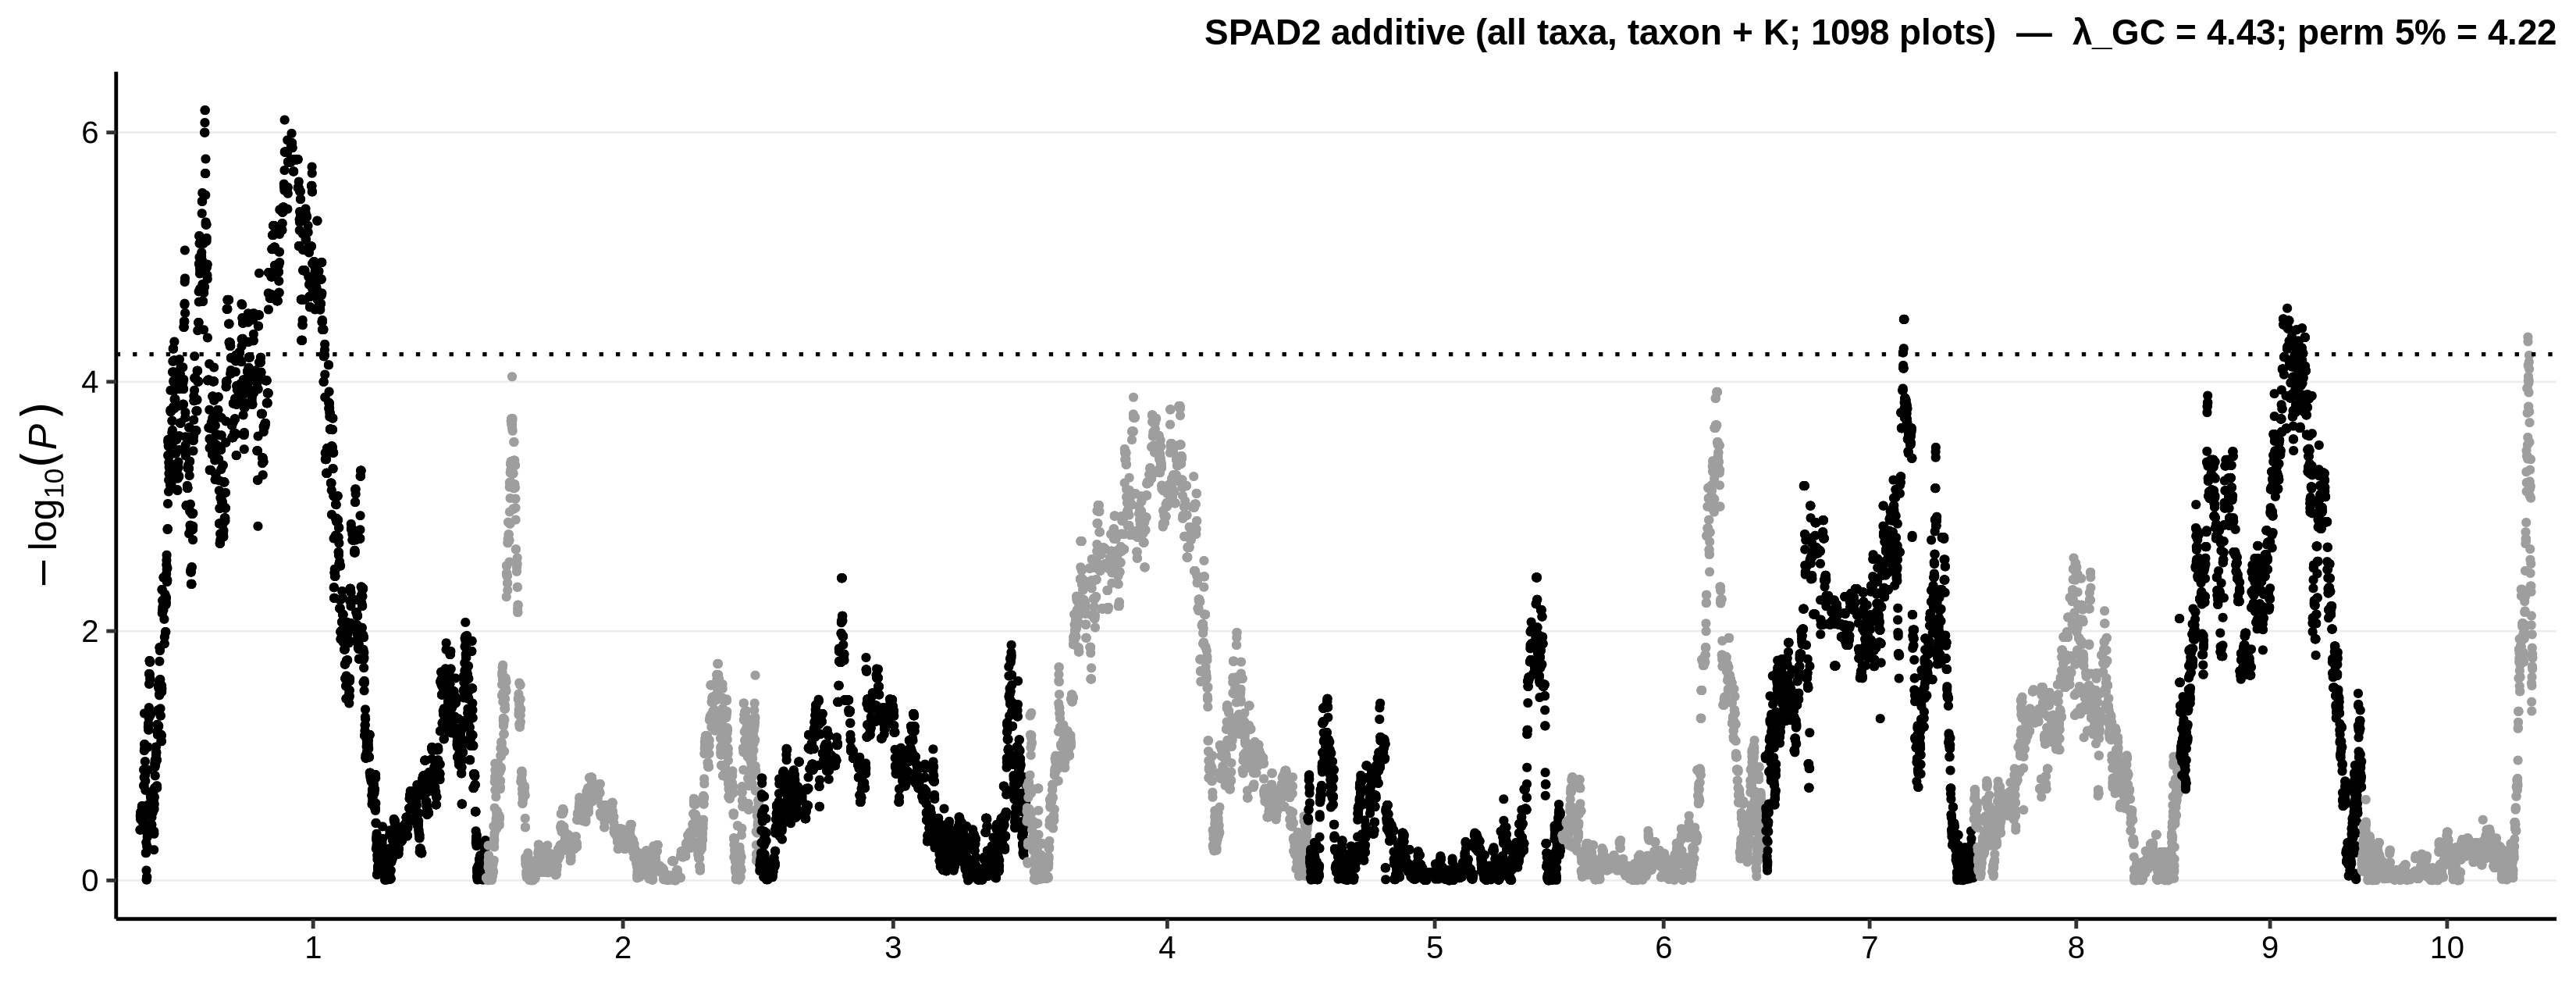 SPAD2 additive (all taxa, taxon + K; 1098 plots) — λ_GC = 4.43; perm 5% = 4.22
− log₁₀(P)
6
4
2
0
1 2 3 4 5 6 7 8 9 10